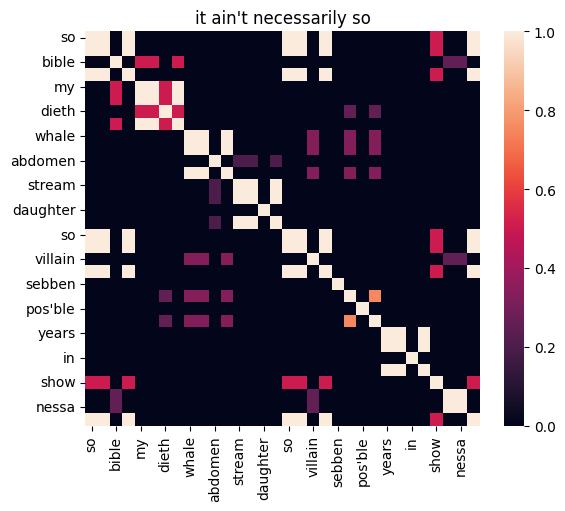 it ain't necessarily so
so
bible
my
dieth
whale
abdomen
stream
daughter
so
villain
sebben
pos'ble
years
in
show
nessa
1.0
0.8
0.6
0.4
0.2
0.0
so
bible
my
dieth
whale
abdomen
stream
daughter
so
villain
sebben
pos'ble
years
in
show
nessa